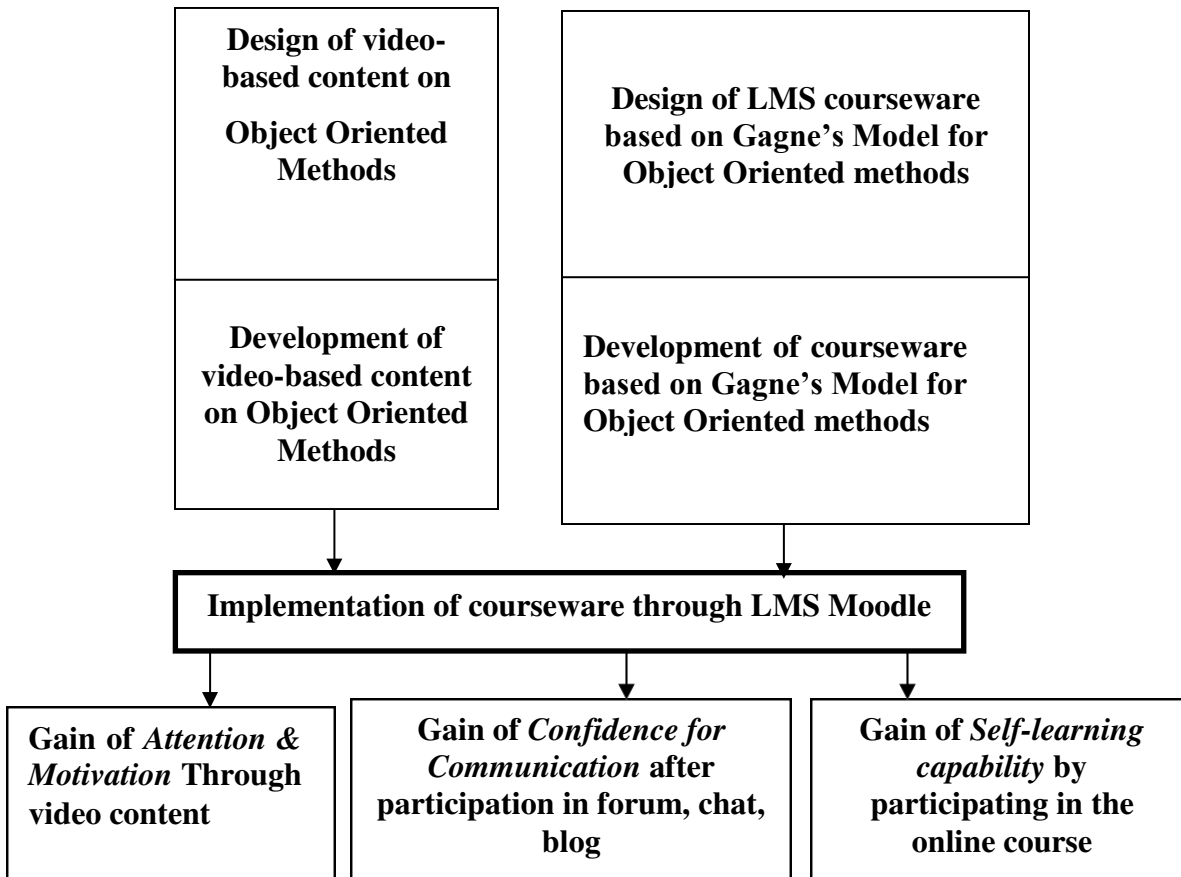 Design of video-
based content on
Object Oriented
Methods
Design of LMS courseware
based on Gagne’s Model for
Object Oriented methods
Development of
video-based content
on Object Oriented
Methods
Development of courseware
based on Gagne’s Model for
Object Oriented methods
Implementation of courseware through LMS Moodle
Gain of Attention &
Motivation Through
video content
Gain of Confidence for
Communication after
participation in forum, chat,
blog
Gain of Self-learning
capability by
participating in the
online course